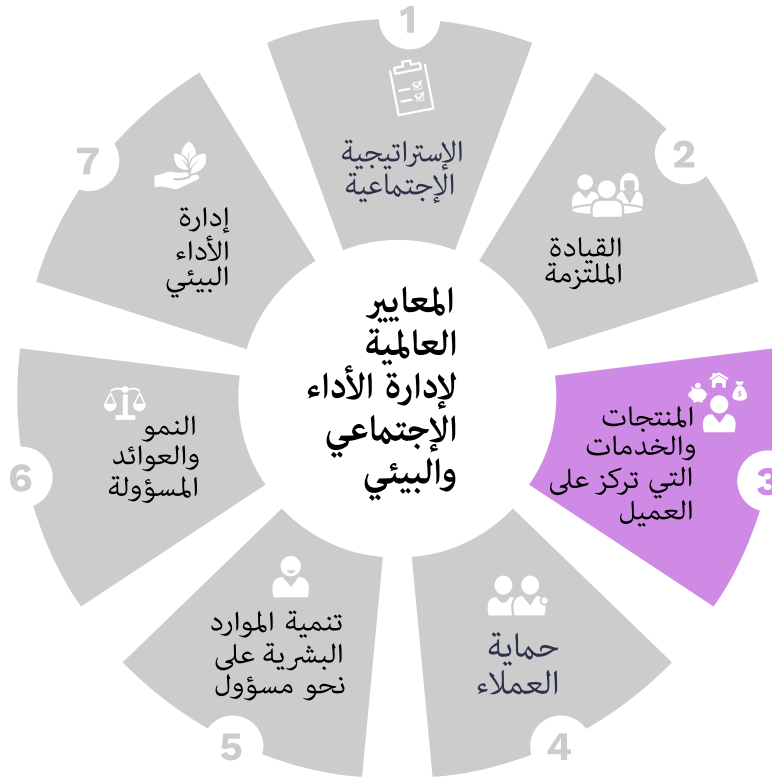 المعايير
العالمية
لإدارة الأداء
الإجتماعي
والبيئي
1
الإستراتيجية
الإجتماعية
2
القيادة
الملتزمة
3
المنتجات
والخدمات
التي تركز على
العميل
4
حماية
العملاء
5
تنمية الموارد
البشرية على
نحو مسؤول
6
النمو
والعوائد
المسؤولة
7
إدارة
الأداء
البيئي